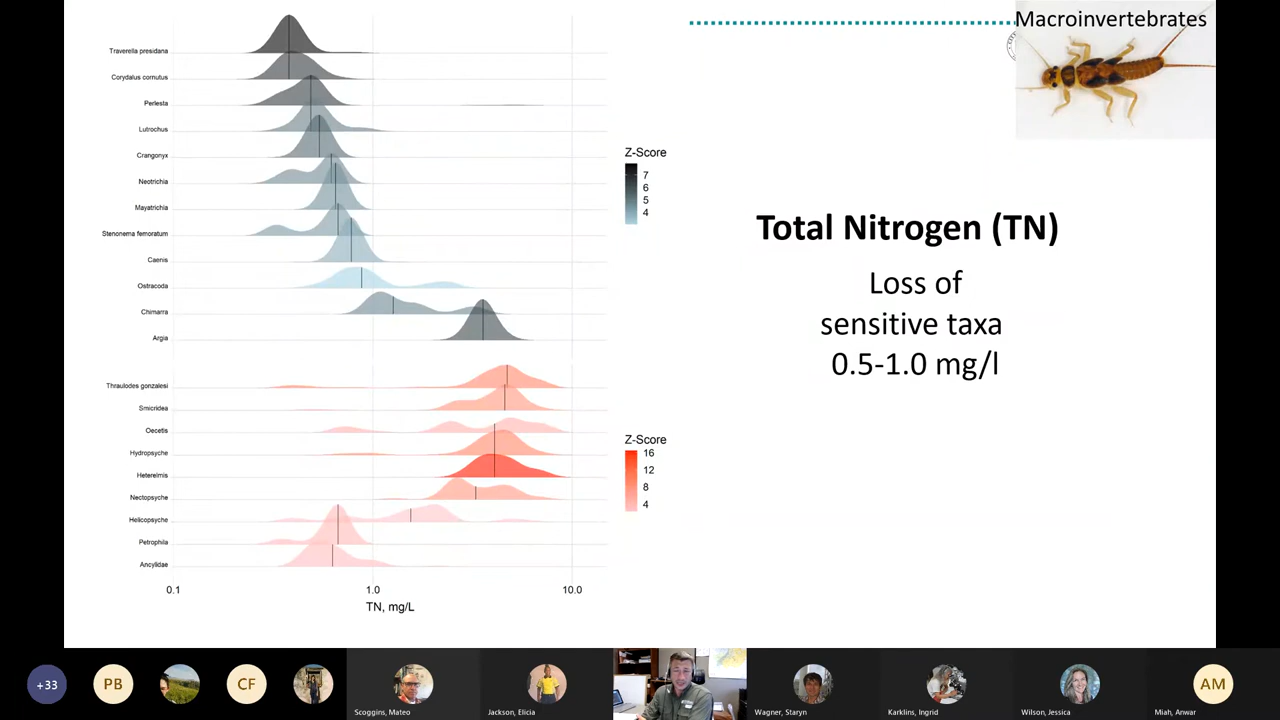 Macroinvertebrates
Traverella presidiana
Corydalus cornutus
Perlesta
Lutrochus
Crangonyx
Neotrichia
Mayatrichia
Stenonema femoratum
Caenis
Ostracoda
Chimarra
Argia
Z-Score
7
6
5
4
Total Nitrogen (TN)
Loss of
sensitive taxa
0.5-1.0 mg/l
Thraulodes gonzalesi
Smicridea
Oecetis
Hydropsyche
Heterelmis
Nectopsyche
Helicopsyche
Petrophila
Ancylidae
Z-Score
16
12
8
4
0.1 1.0 10.0
TN, mg/L
+33 PB CF AM
Scoggins, Mateo Jackson, Elicia Wagner, Staryn Karklins, Ingrid Wilson, Jessica Miah, Anwar